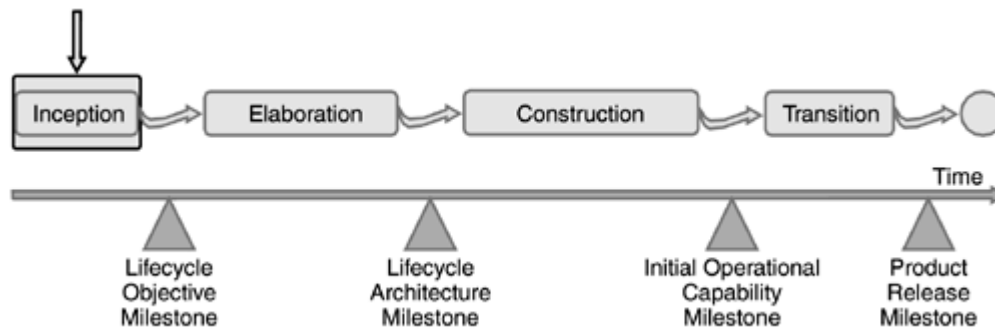 Inception
Elaboration
Construction
Transition
Time
Lifecycle
Objective
Milestone
Lifecycle
Architecture
Milestone
Initial Operational
Capability
Milestone
Product
Release
Milestone